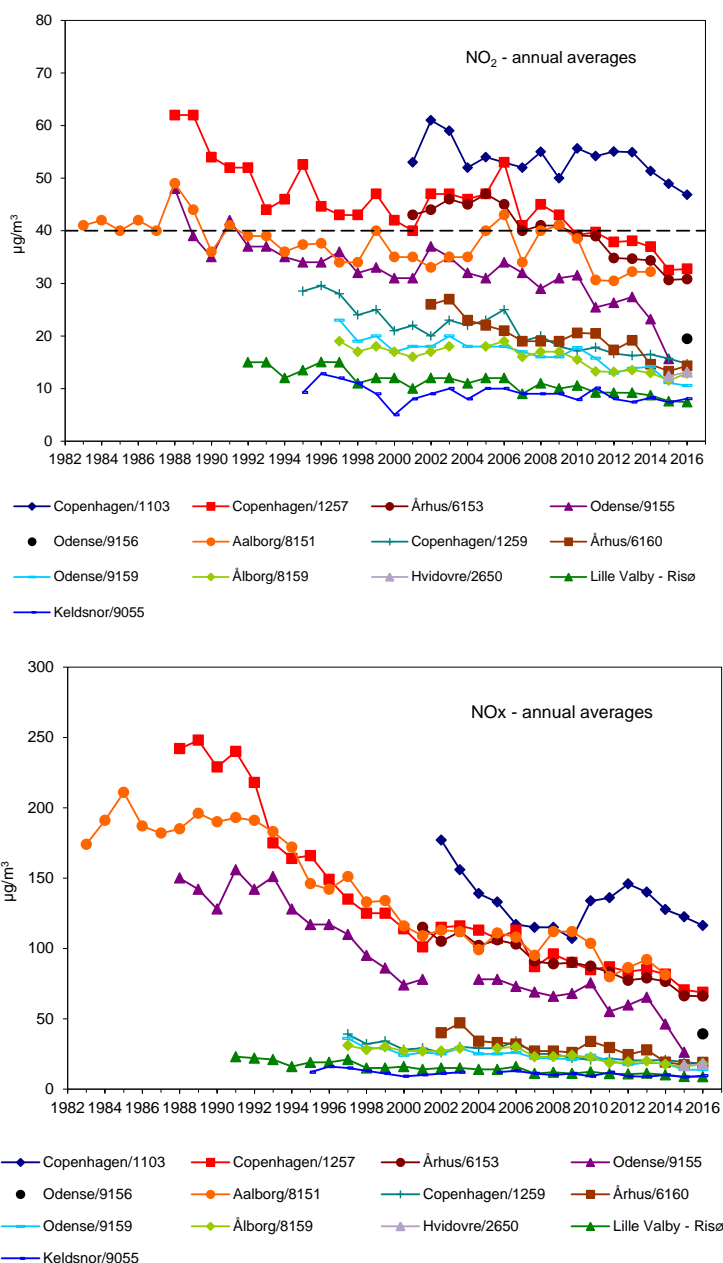 NO₂ - annual averages
µg/m³
80
70
60
50
40
30
20
10
0
1982 1984 1986 1988 1990 1992 1994 1996 1998 2000 2002 2004 2006 2008 2010 2012 2014 2016
Copenhagen/1103 Copenhagen/1257 Århus/6153 Odense/9155
Odense/9156 Aalborg/8151 Copenhagen/1259 Århus/6160
Odense/9159 Ålborg/8159 Hvidovre/2650 Lille Valby - Risø
Keldsnor/9055
NOx - annual averages
µg/m³
300
250
200
150
100
50
0
1982 1984 1986 1988 1990 1992 1994 1996 1998 2000 2002 2004 2006 2008 2010 2012 2014 2016
Copenhagen/1103 Copenhagen/1257 Århus/6153 Odense/9155
Odense/9156 Aalborg/8151 Copenhagen/1259 Århus/6160
Odense/9159 Ålborg/8159 Hvidovre/2650 Lille Valby - Risø
Keldsnor/9055